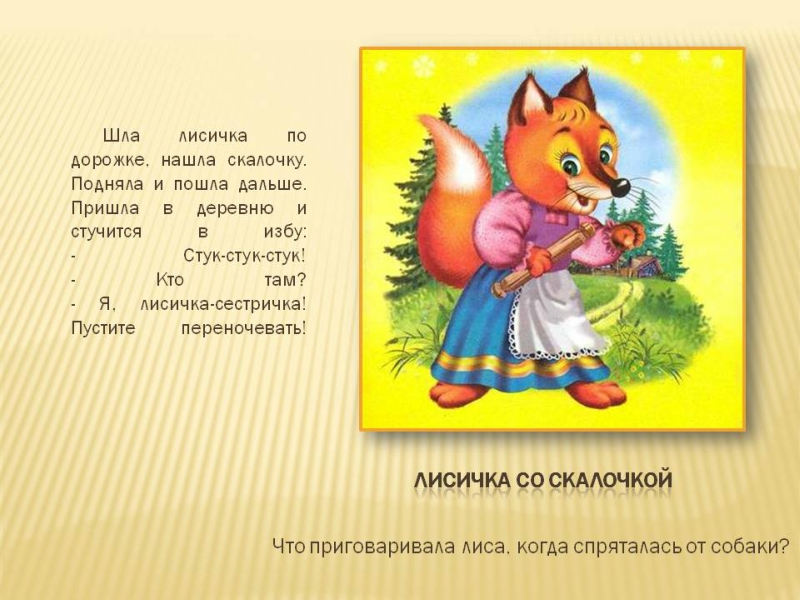 Шла лисичка по
дорожке, нашла скалочку.
Подняла и пошла дальше.
Пришла в деревню и
стучится в избу:
- Стук-стук-стук!
- Кто там?
- Я, лисичка-сестричка!
Пустите переночевать!
ЛИСИЧКА СО СКАЛОЧКОЙ
Что приговаривала лиса, когда спряталась от собаки?